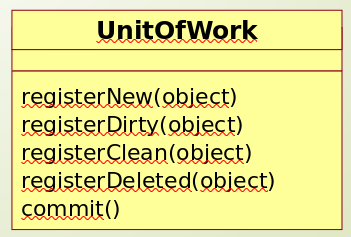 UnitOfWork
registerNew(object)
registerDirty(object)
registerClean(object)
registerDeleted(object)
commit()